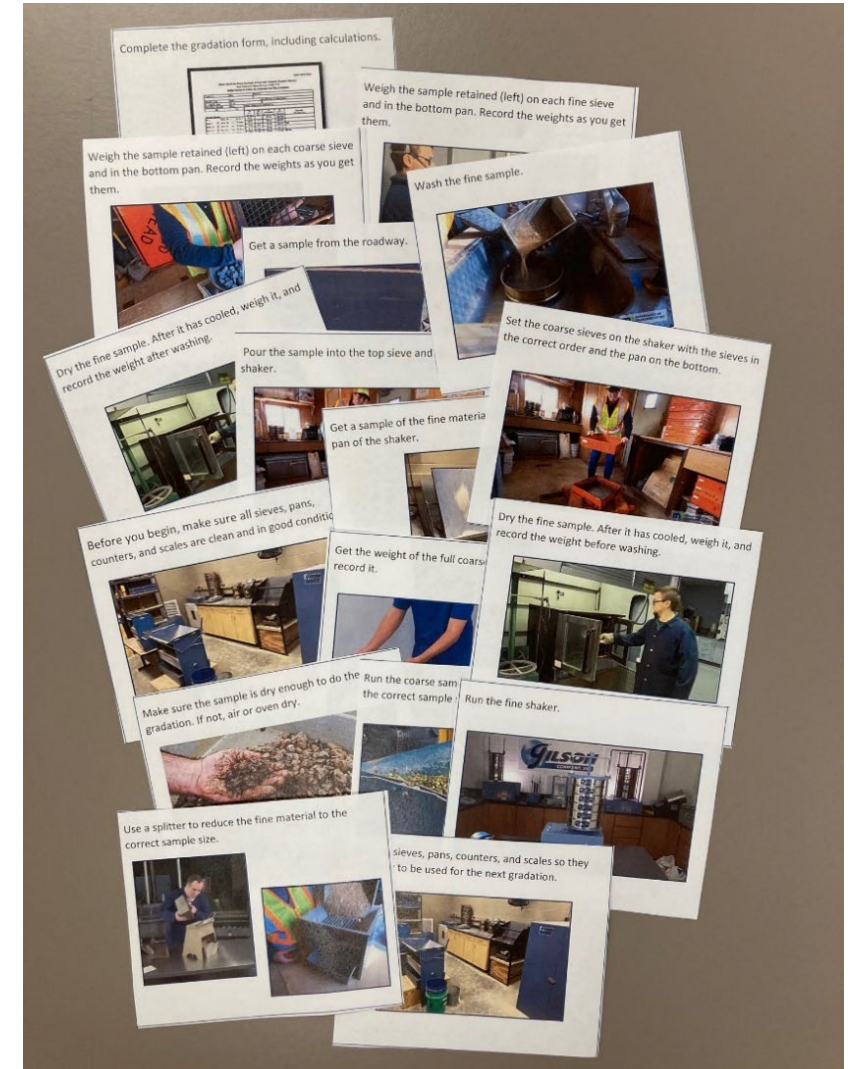 Complete the gradation form, including calculations.
Weigh the sample retained (left) on each fine sieve
and in the bottom pan. Record the weights as you get
them.
Weigh the sample retained (left) on each coarse sieve
and in the bottom pan. Record the weights as you get
them.
Wash the fine sample.
Get a sample from the roadway.
Dry the fine sample. After it has cooled, weigh it, and
record the weight after washing.
Pour the sample into the top sieve and
shaker.
Set the coarse sieves on the shaker with the sieves in
the correct order and the pan on the bottom.
Get a sample of the fine materia
pan of the shaker.
Before you begin, make sure all sieves, pans,
counters, and scales are clean and in good conditic
Get the weight of the full coars
record it.
Dry the fine sample. After it has cooled, weigh it, and
record the weight before washing.
Make sure the sample is dry enough to do the
gradation. If not, air or oven dry.
Run the coarse sam
the correct sample
Run the fine shaker.
GILSON
Use a splitter to reduce the fine material to the
correct sample size.
sieves, pans, counters, and scales so they
to be used for the next gradation.